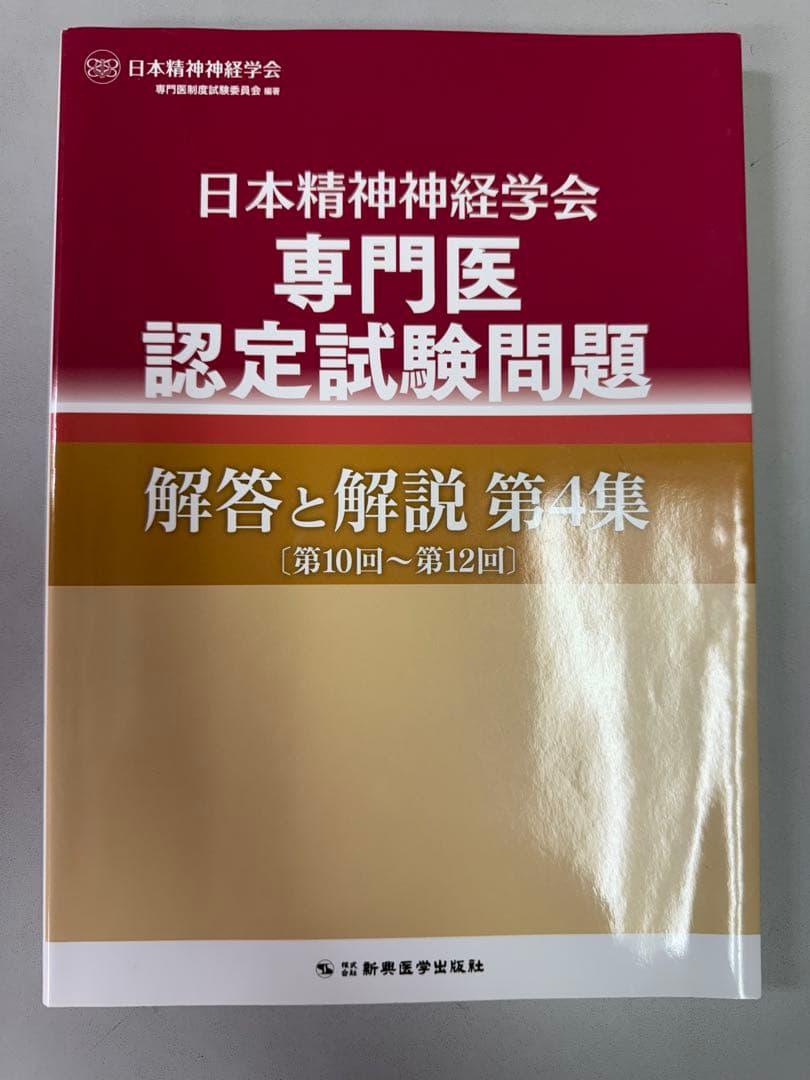 日本精神神経学会
専門医制度試験委員会 編著
日本精神神経学会
専門医
認定試験問題
解答と解説 第4集
〔第10回〜第12回〕
株式会社 新興医学出版社